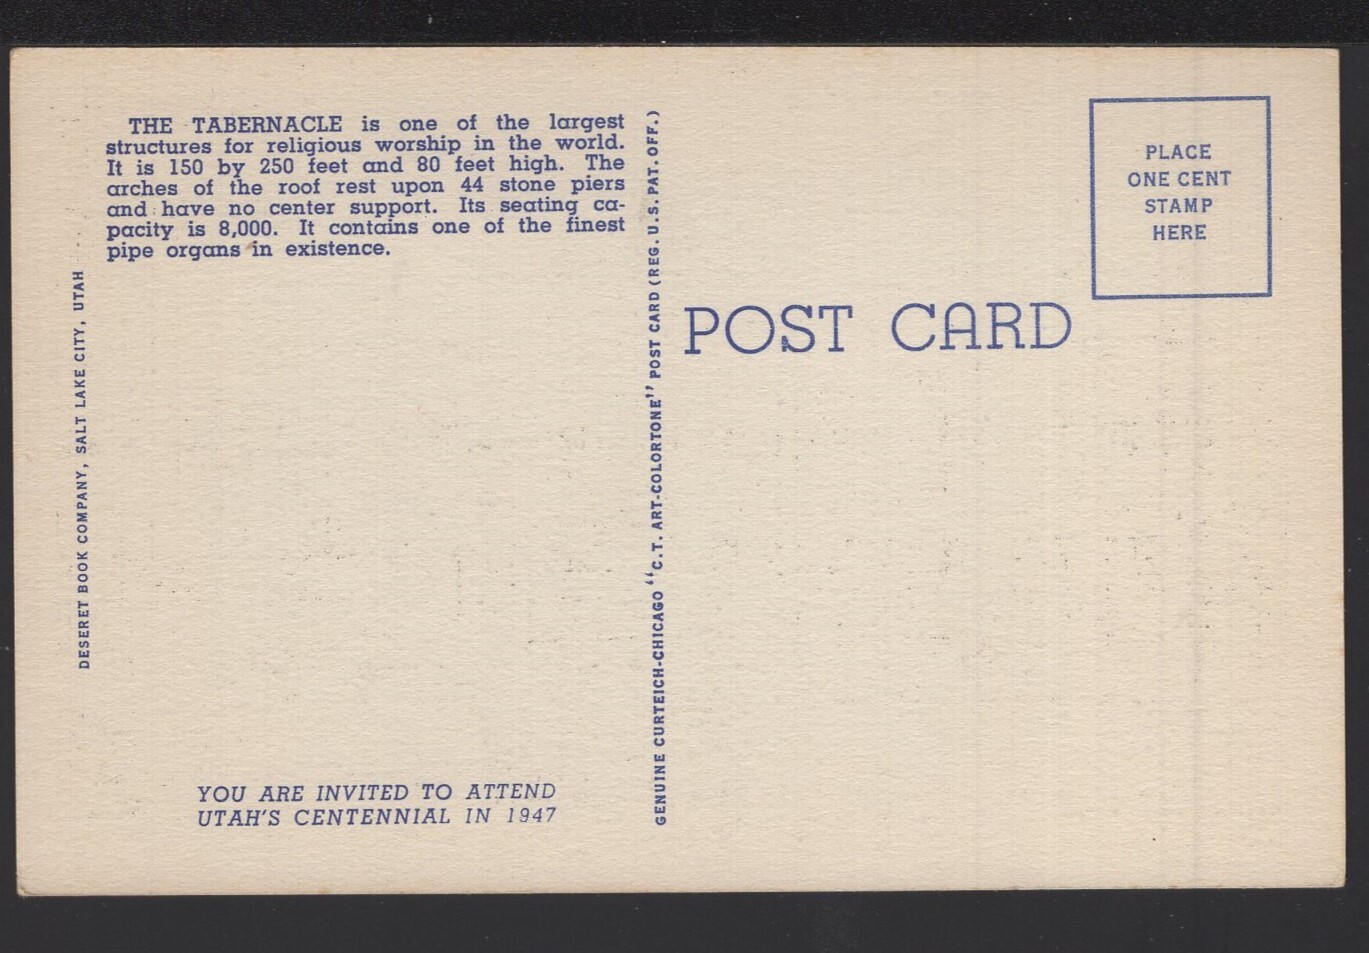 THE TABERNACLE is one of the largest
structures for religious worship in the world.
It is 150 by 250 feet and 80 feet high. The
arches of the roof rest upon 44 stone piers
and have no center support. Its seating ca-
pacity is 8,000. It contains one of the finest
pipe organs in existence.
DESERET BOOK COMPANY, SALT LAKE CITY, UTAH
YOU ARE INVITED TO ATTEND
UTAH'S CENTENNIAL IN 1947
GENUINE CURTEICH-CHICAGO "C.T. ART-COLORTONE" POST CARD (REG. U.S. PAT. OFF.)
POST CARD
PLACE
ONE CENT
STAMP
HERE